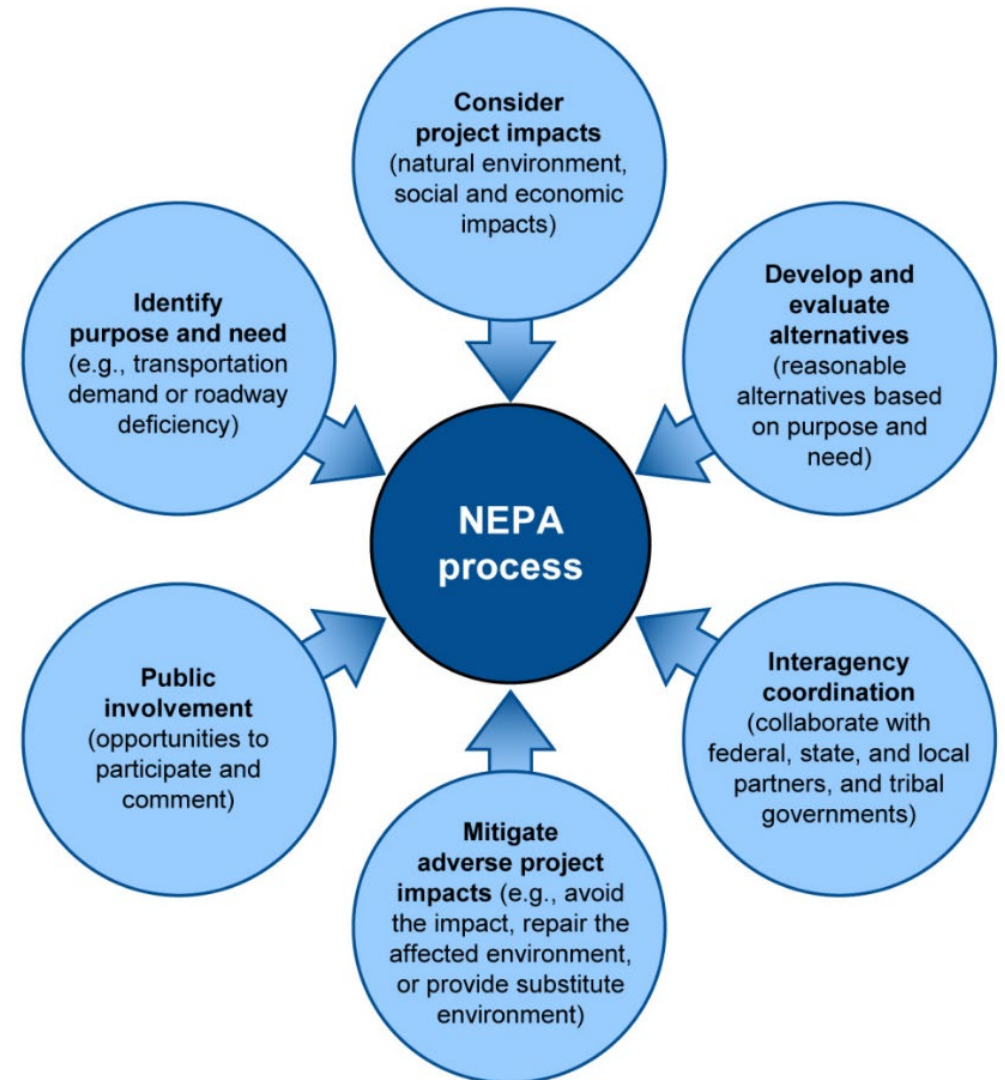 Consider
project impacts
(natural environment,
social and economic
impacts)
Identify
purpose and need
(e.g., transportation
demand or roadway
deficiency)
Develop and
evaluate
alternatives
(reasonable
alternatives based
on purpose and
need)
NEPA
process
Public
involvement
(opportunities to
participate and
comment)
Interagency
coordination
(collaborate with
federal, state, and local
partners, and tribal
governments)
Mitigate
adverse project
impacts (e.g., avoid
the impact, repair the
affected environment,
or provide substitute
environment)